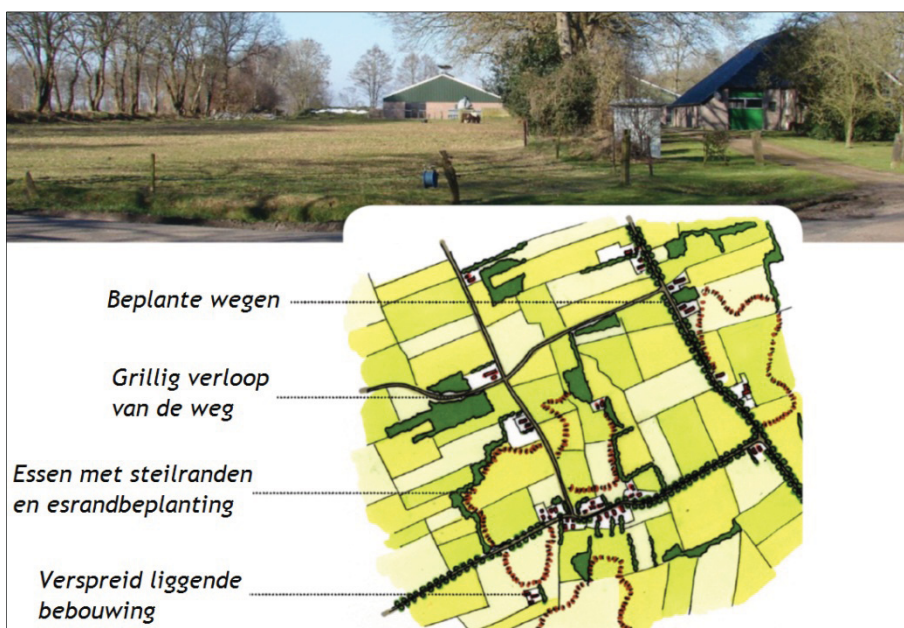 Beplante wegen
Grillig verloop
van de weg
Essen met steilranden
en esrandbeplanting
Verspreid liggende
bebouwing